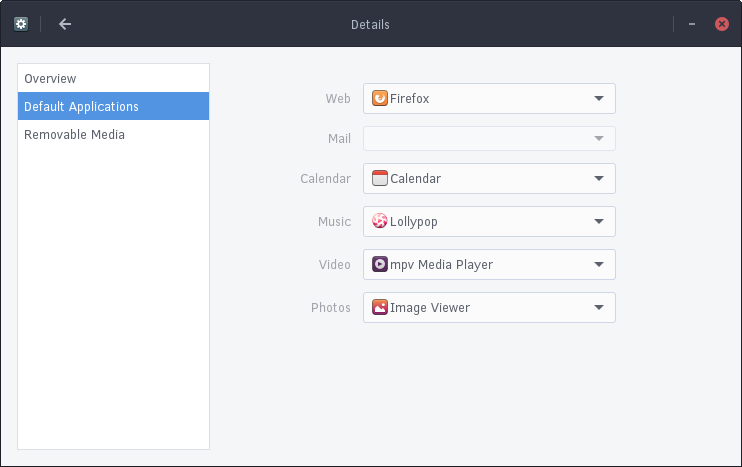 Details
Overview
Default Applications
Removable Media
Web Firefox
Mail
Calendar Calendar
Music Lollypop
Video mpv Media Player
Photos Image Viewer